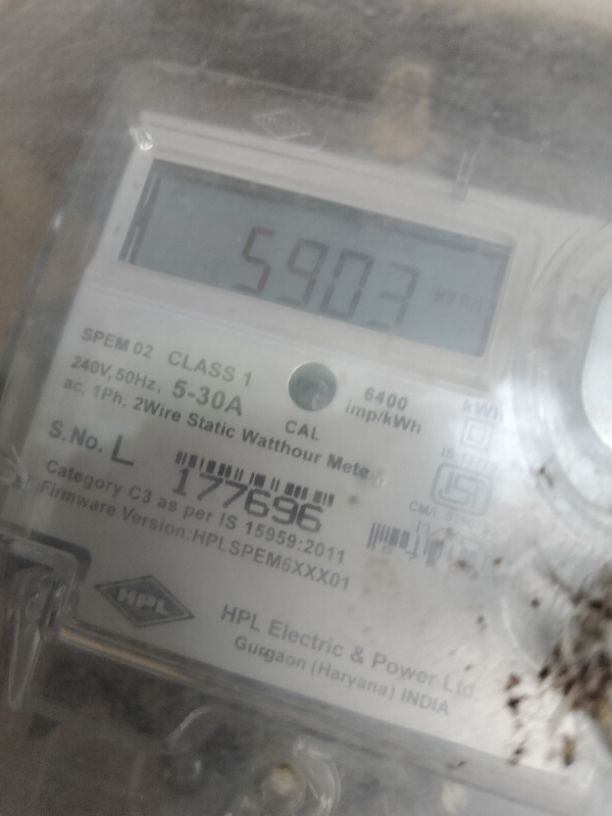 5903
SPEM 02 CLASS 1
240V, 50Hz, 5-30A
ac, 1Ph, 2Wire Static Watthour Meter
CAL
6400
imp/kWh
kWh
S.No. L
177696
Category C3 as per IS 15959:2011
Firmware Version:HPLSPEM6XXX01
CM/L
HPL
HPL Electric & Power Ltd.
Gurgaon (Haryana) INDIA